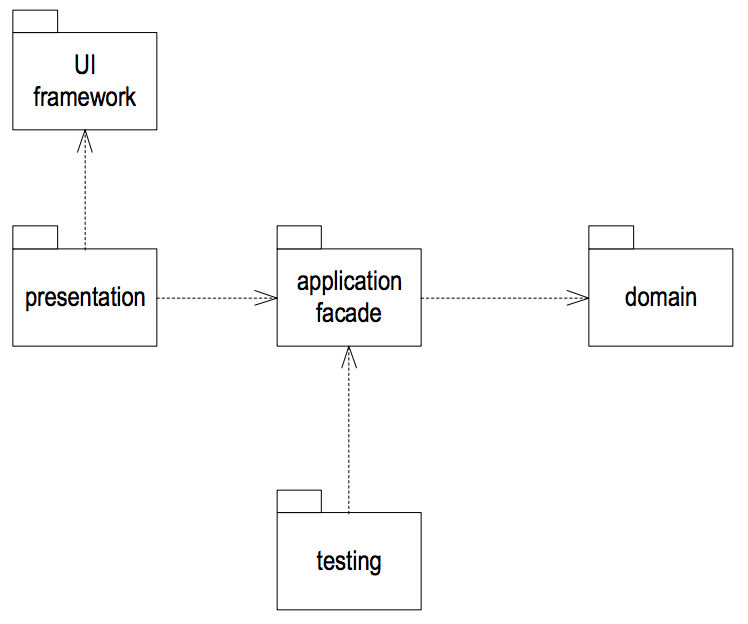 UI
framework
presentation
application
facade
domain
testing